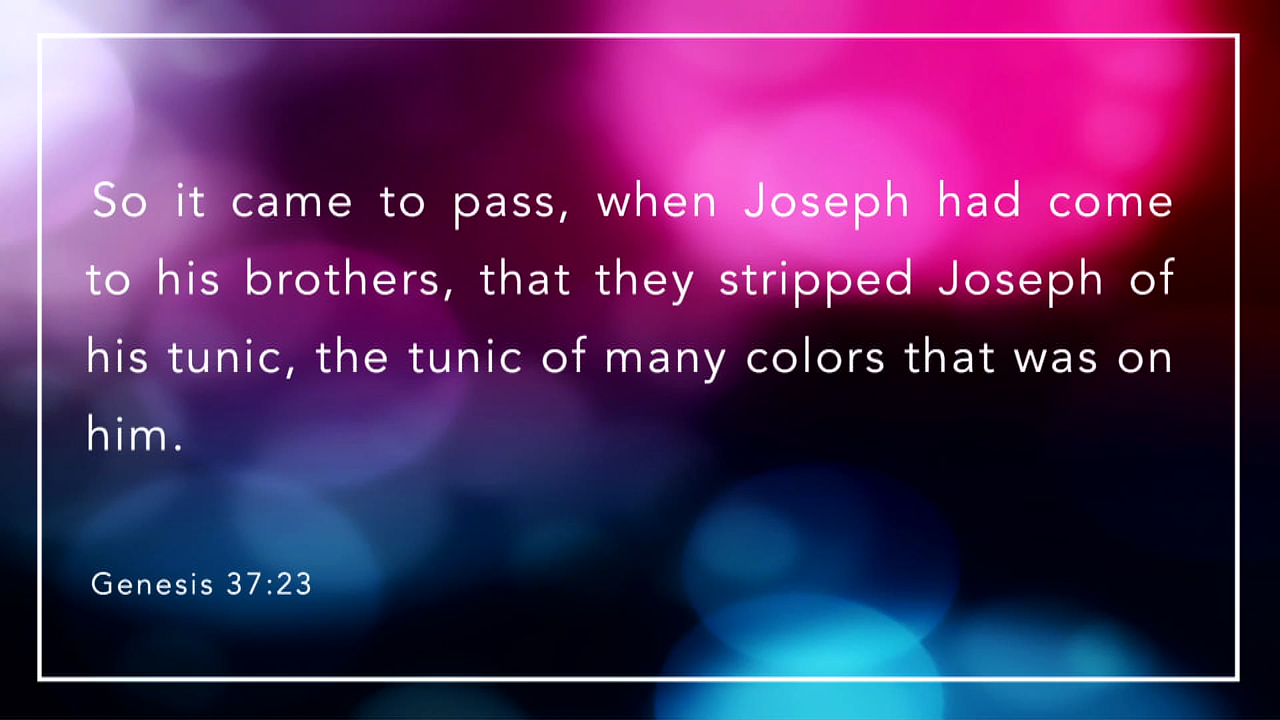 So it came to pass, when Joseph had come
to his brothers, that they stripped Joseph of
his tunic, the tunic of many colors that was on
him.
Genesis 37:23